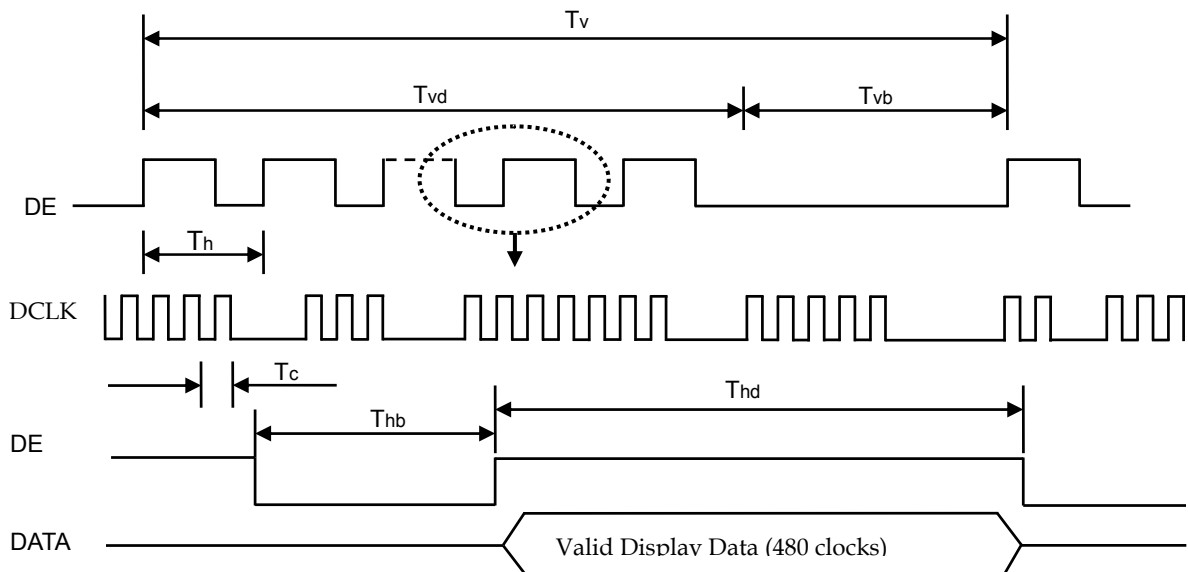 Tv
Tvd Tvb
DE
Th
DCLK
Tc
Thd
Thb
DE
DATA
Valid Display Data (480 clocks)